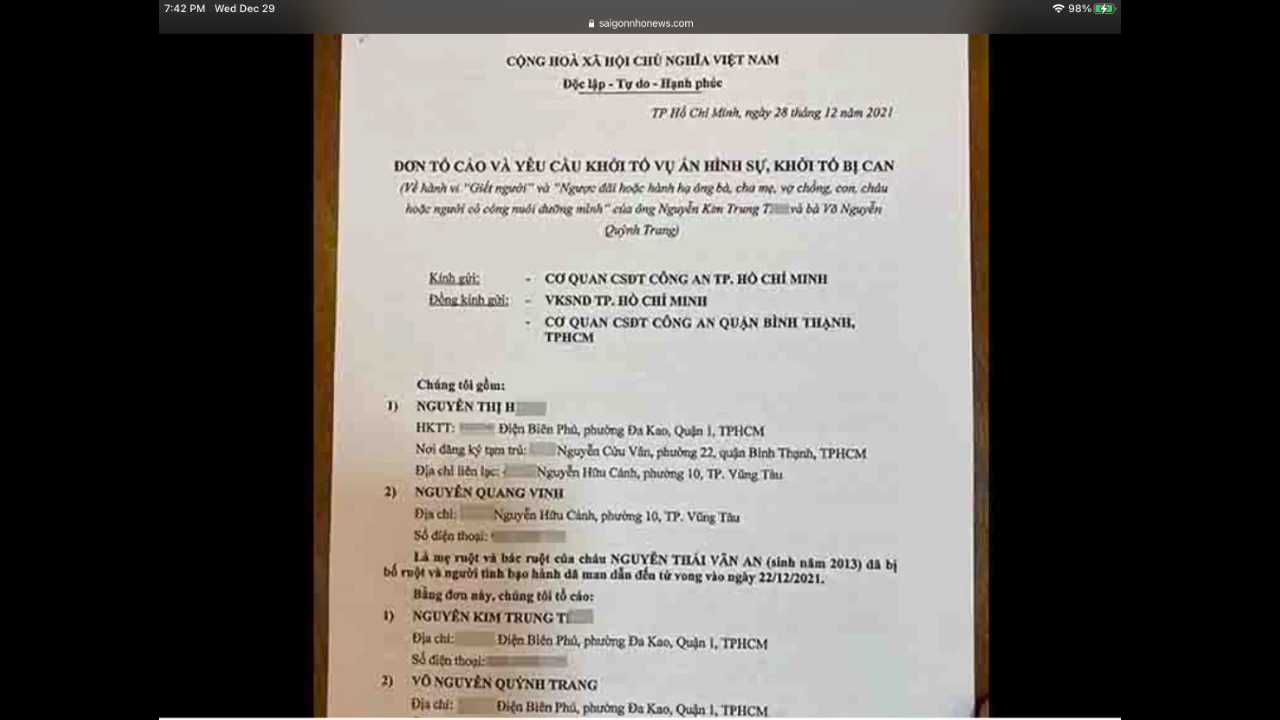 7:42 PM Wed Dec 29
98%
saigonnhonews.com
CỘNG HOÀ XÃ HỘI CHỦ NGHĨA VIỆT NAM
Độc lập - Tự do - Hạnh phúc
TP Hồ Chí Minh, ngày 28 tháng 12 năm 2021
ĐƠN TỐ CÁO VÀ YÊU CẦU KHỞI TỐ VỤ ÁN HÌNH SỰ, KHỞI TỐ BỊ CAN
(Về hành vi "Giết người" và "Ngược đãi hoặc hành hạ ông bà, cha mẹ, vợ chồng, con, cháu
hoặc người có công nuôi dưỡng mình" của ông Nguyễn Kim Trung T và bà Võ Nguyễn
Quỳnh Trang)
Kính gửi: - CƠ QUAN CSĐT CÔNG AN TP. HỒ CHÍ MINH
Đồng kính gửi: - VKSND TP. HỒ CHÍ MINH
- CƠ QUAN CSĐT CÔNG AN QUẬN BÌNH THẠNH,
TPHCM
Chúng tôi gồm:
1) NGUYỄN THỊ H
HKTT: Điện Biên Phủ, phường Đa Kao, Quận 1, TPHCM
Nơi đăng ký tạm trú: Nguyễn Cửu Vân, phường 22, quận Bình Thạnh, TPHCM
Địa chỉ liên lạc: Nguyễn Hữu Cảnh, phường 10, TP. Vũng Tàu
2) NGUYỄN QUANG VINH
Địa chỉ: Nguyễn Hữu Cảnh, phường 10, TP. Vũng Tàu
Số điện thoại:
Là mẹ ruột và bác ruột của cháu NGUYỄN THÁI VÂN AN (sinh năm 2013) đã bị
bố ruột và người tình bạo hành dã man dẫn đến tử vong vào ngày 22/12/2021.
Bằng đơn này, chúng tôi tố cáo:
1) NGUYỄN KIM TRUNG T
Địa chỉ: Điện Biên Phủ, phường Đa Kao, Quận 1, TPHCM
Số điện thoại:
2) VÕ NGUYỄN QUỲNH TRANG
Địa chỉ: Điện Biên Phủ, phường Đa Kao, Quận 1, TPHCM